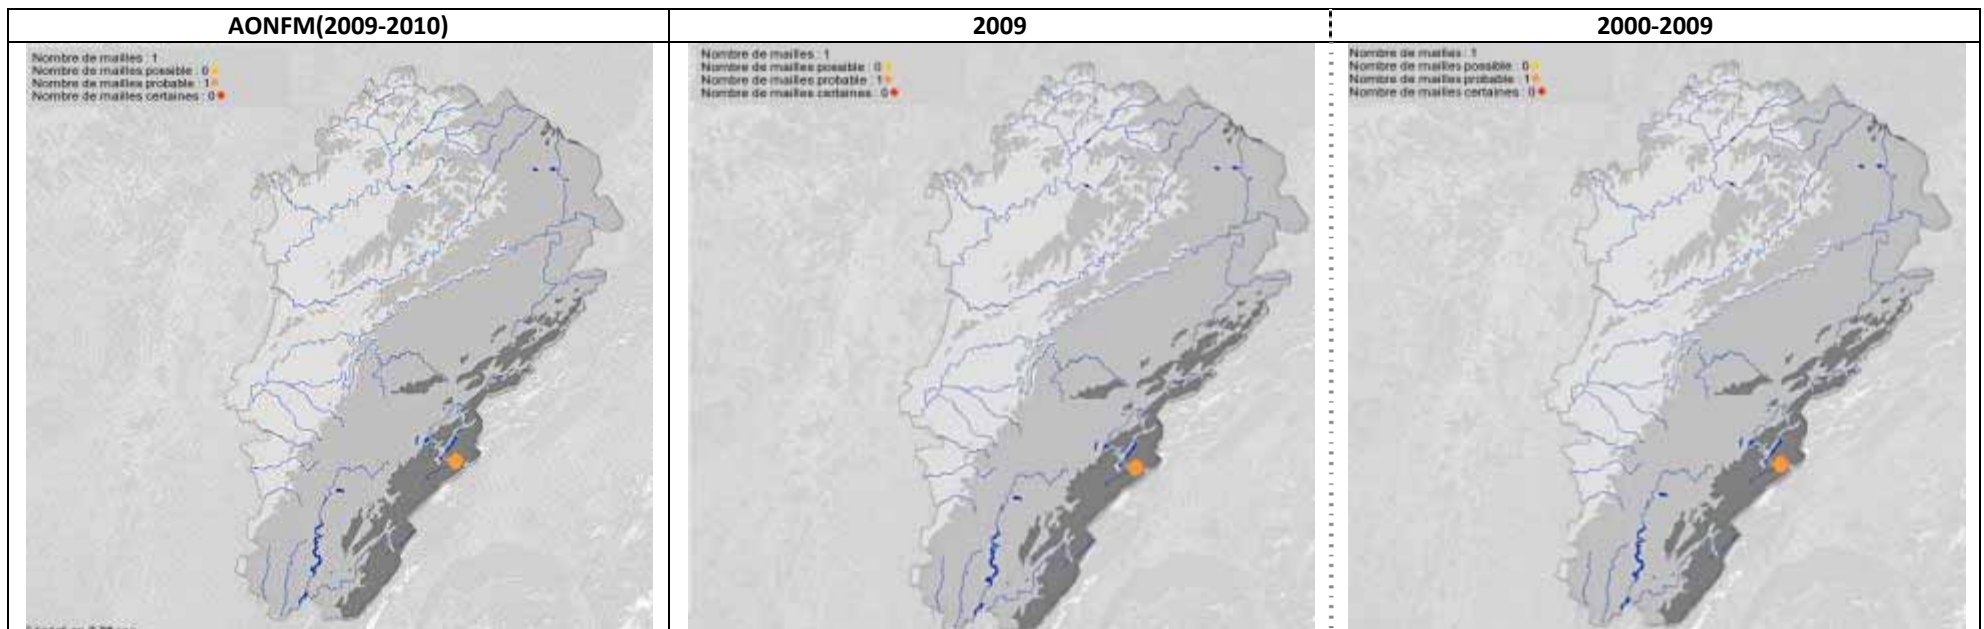 AONFM(2009-2010)
2009
2000-2009
Nombre de mailles : 1
Nombre de mailles possible : 0
Nombre de mailles probable : 1
Nombre de mailles certaines : 0
Nombre de mailles : 1
Nombre de mailles possible : 0
Nombre de mailles probable : 1
Nombre de mailles certaines : 0
Nombre de mailles : 1
Nombre de mailles possible : 0
Nombre de mailles probable : 1
Nombre de mailles certaines : 0